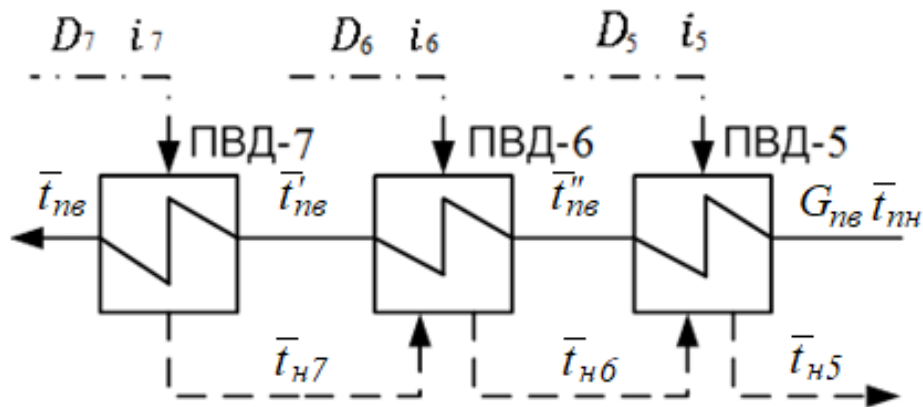 D₇ i₇ D₆ i₆ D₅ i₅
ПВД-7 ПВД-6 ПВД-5
t̅пв t̅'пв t̅"пв Gпв t̅пн
t̅н7 t̅н6 t̅н5